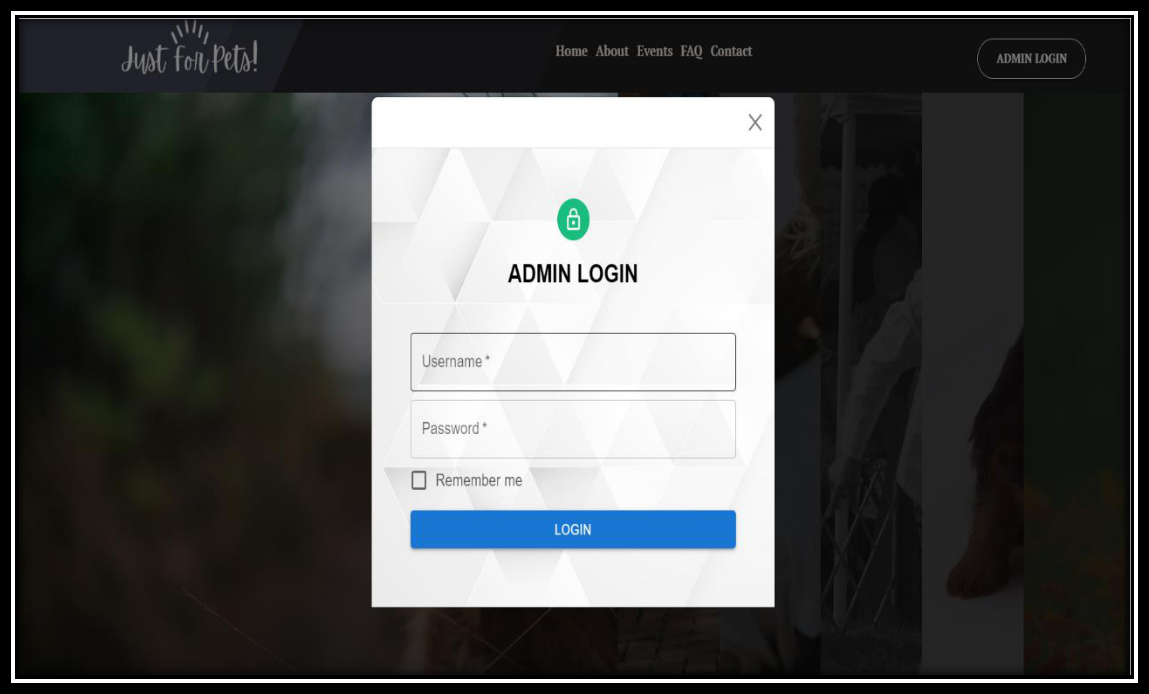 Just For Pets!
Home About Events FAQ Contact
ADMIN LOGIN
X
ADMIN LOGIN
Username *
Password *
Remember me
LOGIN